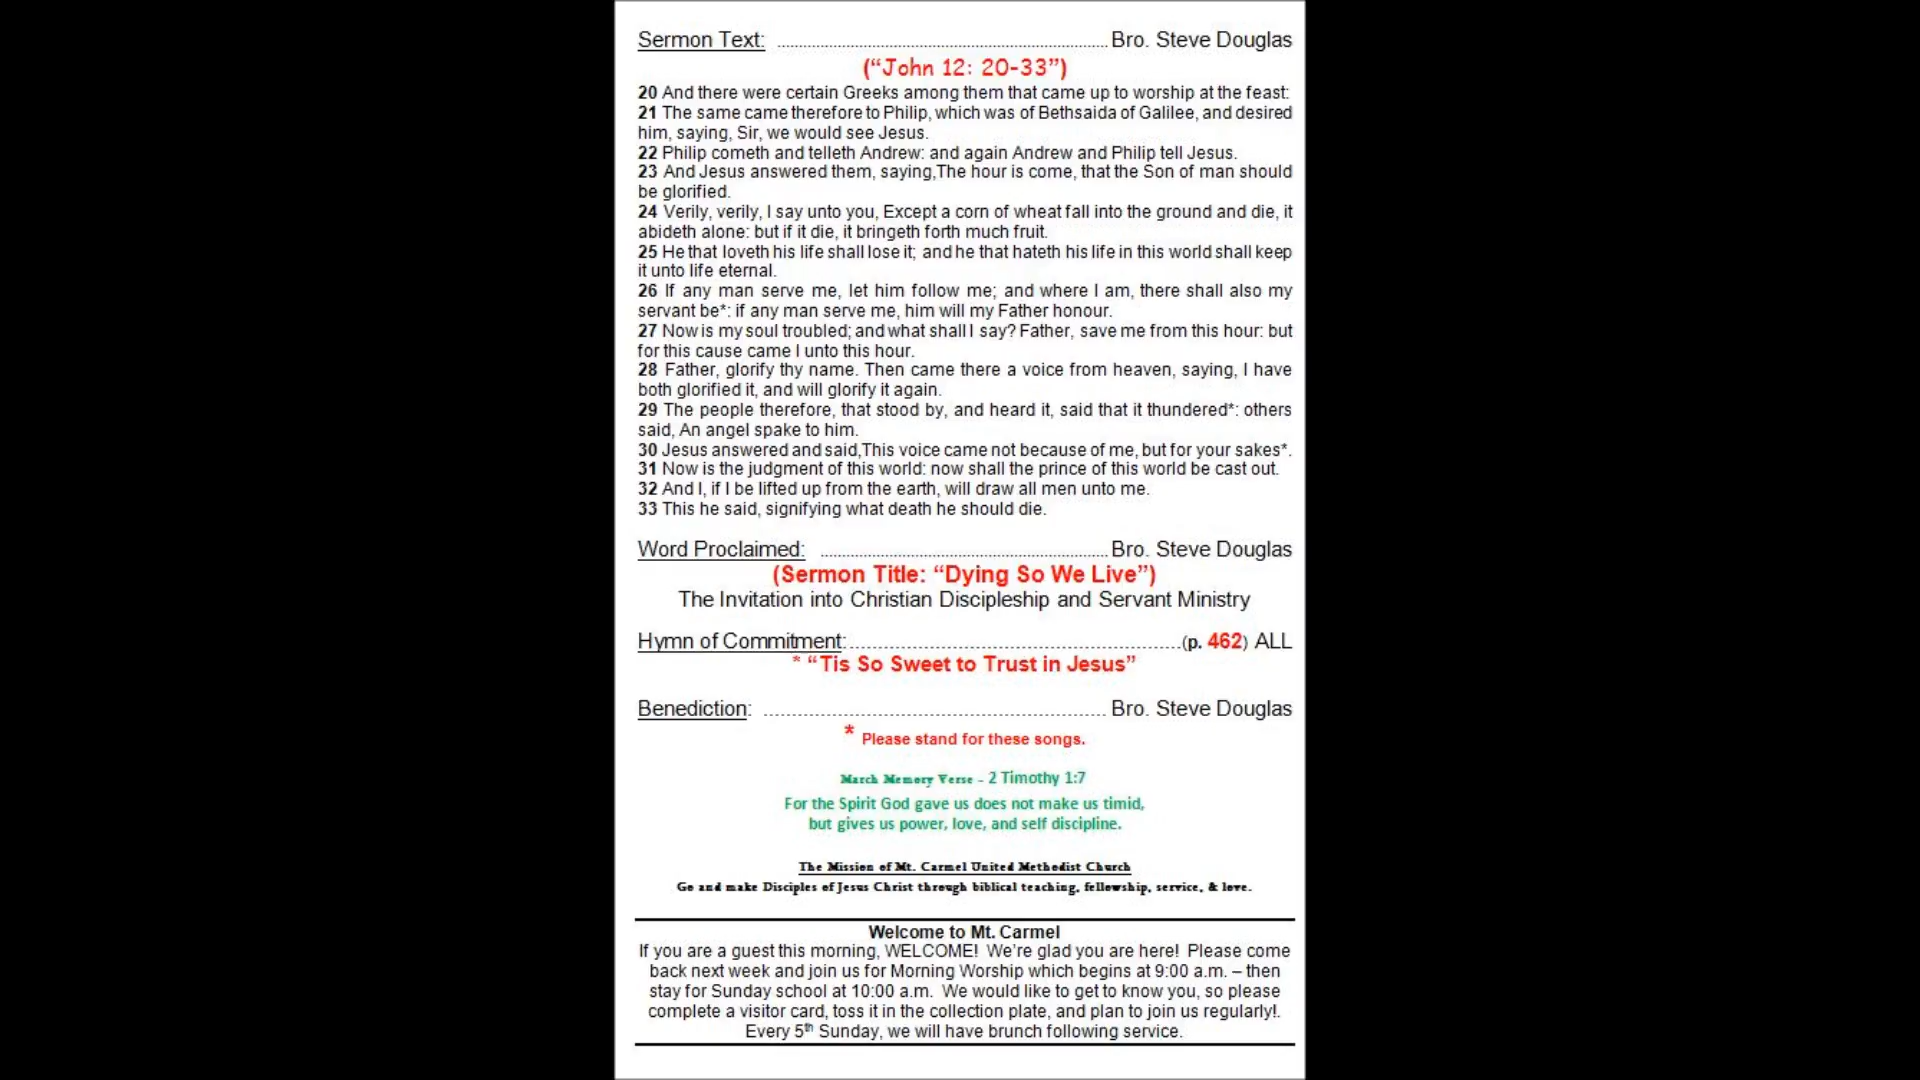 Sermon Text: ........................................ Bro. Steve Douglas
(“John 12: 20-33”)
20 And there were certain Greeks among them that came up to worship at the feast:
21 The same came therefore to Philip, which was of Bethsaida of Galilee, and desired
him, saying, Sir, we would see Jesus.
22 Philip cometh and telleth Andrew: and again Andrew and Philip tell Jesus.
23 And Jesus answered them, saying,The hour is come, that the Son of man should
be glorified.
24 Verily, verily, I say unto you, Except a corn of wheat fall into the ground and die, it
abideth alone: but if it die, it bringeth forth much fruit.
25 He that loveth his life shall lose it; and he that hateth his life in this world shall keep
it unto life eternal.
26 If any man serve me, let him follow me; and where I am, there shall also my
servant be*: if any man serve me, him will my Father honour.
27 Now is my soul troubled; and what shall I say? Father, save me from this hour: but
for this cause came I unto this hour.
28 Father, glorify thy name. Then came there a voice from heaven, saying, I have
both glorified it, and will glorify it again.
29 The people therefore, that stood by, and heard it, said that it thundered*: others
said, An angel spake to him.
30 Jesus answered and said,This voice came not because of me, but for your sakes*.
31 Now is the judgment of this world: now shall the prince of this world be cast out.
32 And I, if I be lifted up from the earth, will draw all men unto me.
33 This he said, signifying what death he should die.
Word Proclaimed: ........................................ Bro. Steve Douglas
(Sermon Title: “Dying So We Live”)
The Invitation into Christian Discipleship and Servant Ministry
Hymn of Commitment:........................................(p. 462) ALL
* “Tis So Sweet to Trust in Jesus”
Benediction: ........................................ Bro. Steve Douglas
* Please stand for these songs.
March Memory Verse – 2 Timothy 1:7
For the Spirit God gave us does not make us timid,
but gives us power, love, and self discipline.
The Mission of Mt. Carmel United Methodist Church
Go and make Disciples of Jesus Christ through biblical teaching, fellowship, service, & love.
Welcome to Mt. Carmel
If you are a guest this morning, WELCOME! We’re glad you are here! Please come
back next week and join us for Morning Worship which begins at 9:00 a.m. – then
stay for Sunday school at 10:00 a.m. We would like to get to know you, so please
complete a visitor card, toss it in the collection plate, and plan to join us regularly!.
Every 5th Sunday, we will have brunch following service.